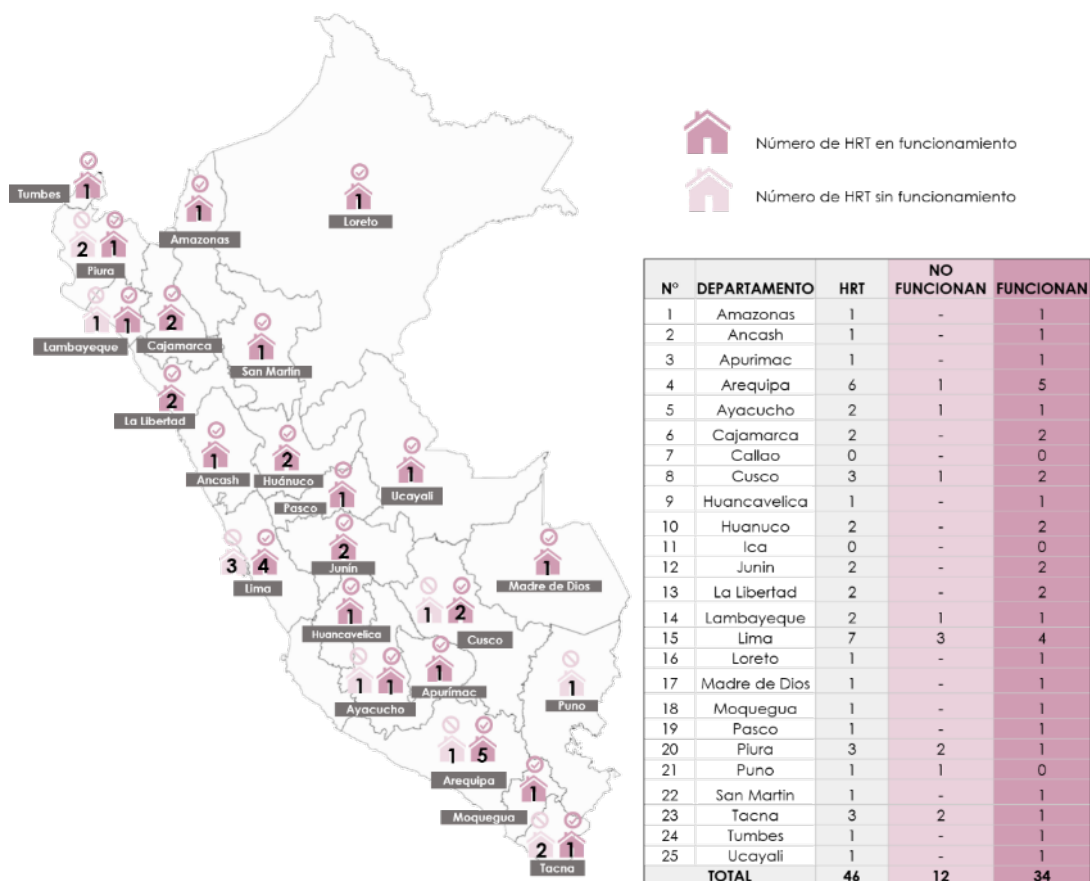 Número de HRT en funcionamiento
Número de HRT sin funcionamiento
1
Tumbes
1
Amazonas
1
Loreto
2 1
Piura
1 1
Lambayeque
2
Cajamarca
1
San Martín
2
La Libertad
1
Ancash
2
Huánuco
1
Pasco
1
Ucayali
3 4
Lima
2
Junín
1
Madre de Dios
1
Huancavelica
1 2
Cusco
1 1
Ayacucho
1
Apurímac
1
Puno
1 5
Arequipa
1
Moquegua
2 1
Tacna
N° DEPARTAMENTO HRT NO FUNCIONAN FUNCIONAN
1 Amazonas 1 - 1
2 Ancash 1 - 1
3 Apurimac 1 - 1
4 Arequipa 6 1 5
5 Ayacucho 2 1 1
6 Cajamarca 2 - 2
7 Callao 0 - 0
8 Cusco 3 1 2
9 Huancavelica 1 - 1
10 Huanuco 2 - 2
11 Ica 0 - 0
12 Junin 2 - 2
13 La Libertad 2 - 2
14 Lambayeque 2 1 1
15 Lima 7 3 4
16 Loreto 1 - 1
17 Madre de Dios 1 - 1
18 Moquegua 1 - 1
19 Pasco 1 - 1
20 Piura 3 2 1
21 Puno 1 1 0
22 San Martin 1 - 1
23 Tacna 3 2 1
24 Tumbes 1 - 1
25 Ucayali 1 - 1
TOTAL 46 12 34